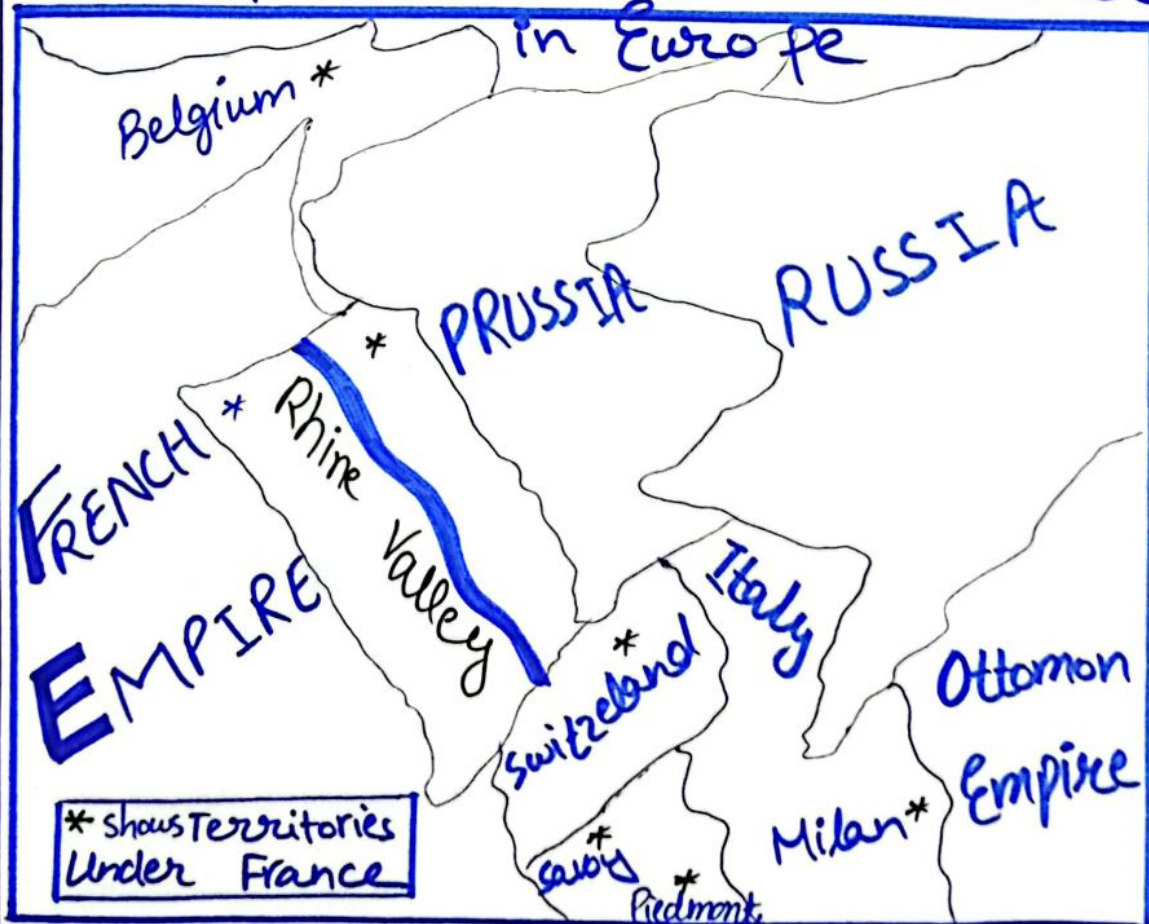 in Europe
Belgium *
PRUSSIA
RUSSIA
*
*
FRENCH
EMPIRE
Rhine
Valley
Italy
*
Switzeland
Ottomon
Empire
Milan*
*
Savoy
*
Piedmont
* shows Territories
Under France